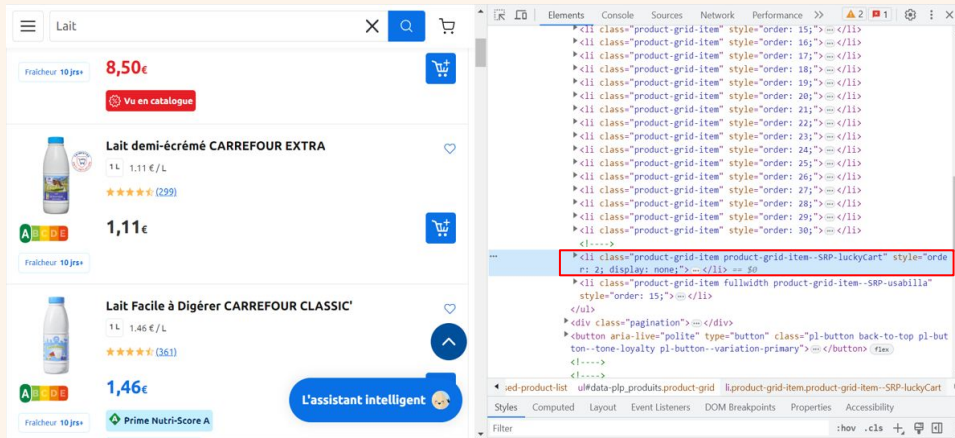 Lait
Fraîcheur 10 jrs+
8,50€
Vu en catalogue
Lait demi-écrémé CARREFOUR EXTRA
1 L 1.11 € / L
(299)
1,11€
A B C D E
Fraîcheur 10 jrs+
Lait Facile à Digérer CARREFOUR CLASSIC'
1 L 1.46 € / L
(361)
1,46€
A B C D E
Prime Nutri-Score A
Fraîcheur 10 jrs+
L'assistant intelligent
Elements Console Sources Network Performance 2 1
<li class="product-grid-item" style="order: 15;"> … </li>
<li class="product-grid-item" style="order: 16;"> … </li>
<li class="product-grid-item" style="order: 17;"> … </li>
<li class="product-grid-item" style="order: 18;"> … </li>
<li class="product-grid-item" style="order: 19;"> … </li>
<li class="product-grid-item" style="order: 20;"> … </li>
<li class="product-grid-item" style="order: 21;"> … </li>
<li class="product-grid-item" style="order: 22;"> … </li>
<li class="product-grid-item" style="order: 23;"> … </li>
<li class="product-grid-item" style="order: 24;"> … </li>
<li class="product-grid-item" style="order: 25;"> … </li>
<li class="product-grid-item" style="order: 26;"> … </li>
<li class="product-grid-item" style="order: 27;"> … </li>
<li class="product-grid-item" style="order: 28;"> … </li>
<li class="product-grid-item" style="order: 29;"> … </li>
<li class="product-grid-item" style="order: 30;"> … </li>
<!---->
… <li class="product-grid-item product-grid-item--SRP-luckyCart" style="orde
r: 2; display: none;"> … </li> == $0
<li class="product-grid-item fullwidth product-grid-item--SRP-usabilla"
style="order: 15;"> … </li>
</ul>
<div class="pagination"> … </div>
<button aria-live="polite" type="button" class="pl-button back-to-top pl-but
ton--tone-loyalty pl-button--variation-primary"> … </button> flex
<!---->
<!---->
sed-product-list ul#data-plp_produits.product-grid li.product-grid-item.product-grid-item--SRP-luckyCart
Styles Computed Layout Event Listeners DOM Breakpoints Properties Accessibility
Filter :hov .cls